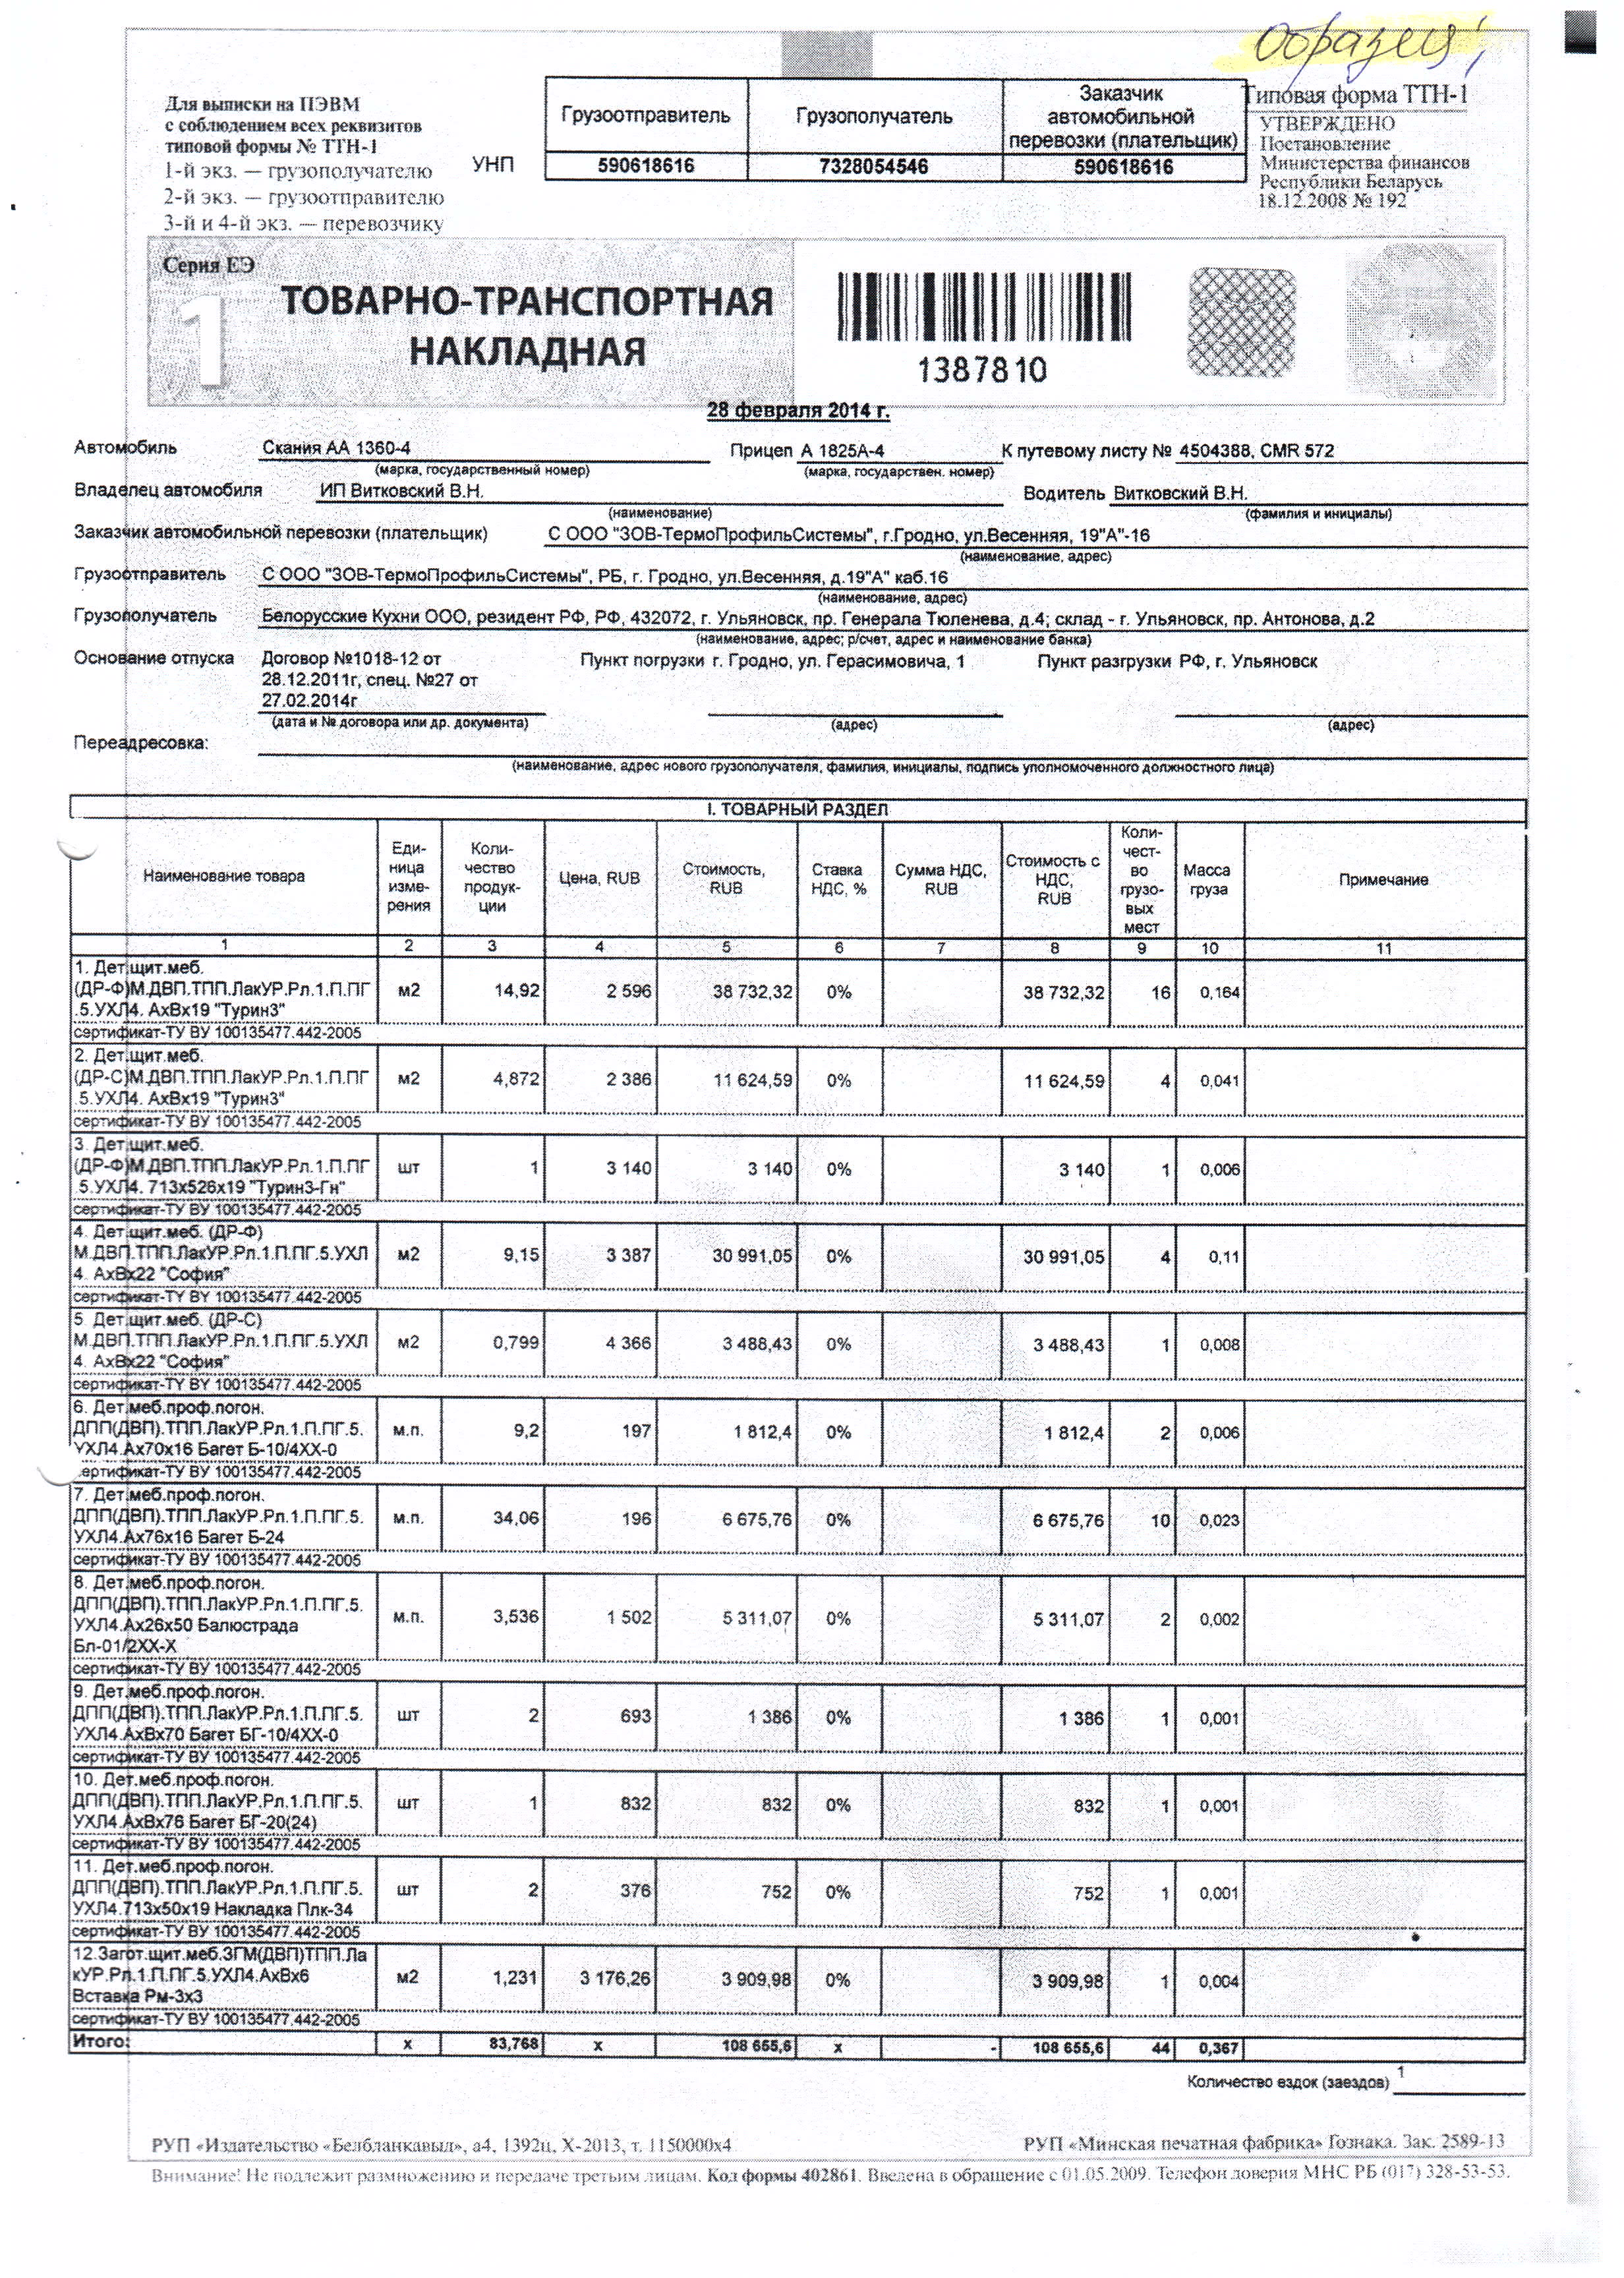 Образец!
Для выписки на ПЭВМ
с соблюдением всех реквизитов
типовой формы № ТТН-1
1-й экз. — грузополучателю
2-й экз. — грузоотправителю
3-й и 4-й экз. — перевозчику
УНП
Грузоотправитель Грузополучатель Заказчик автомобильной перевозки (плательщик)
590618616 7328054546 590618616
Типовая форма ТТН-1
УТВЕРЖДЕНО
Постановление
Министерства финансов
Республики Беларусь
18.12.2008 № 192
Серия ЕЭ
1
ТОВАРНО-ТРАНСПОРТНАЯ
НАКЛАДНАЯ
1387810
28 февраля 2014 г.
Автомобиль Скания АА 1360-4 Прицеп А 1825А-4 К путевому листу № 4504388, CMR 572
(марка, государственный номер) (марка, государствен. номер)
Владелец автомобиля ИП Витковский В.Н. Водитель Витковский В.Н.
(наименование) (фамилия и инициалы)
Заказчик автомобильной перевозки (плательщик) С ООО "ЗОВ-ТермоПрофильСистемы", г.Гродно, ул.Весенняя, 19"А"-16
(наименование, адрес)
Грузоотправитель С ООО "ЗОВ-ТермоПрофильСистемы", РБ, г. Гродно, ул.Весенняя, д.19"А" каб.16
(наименование, адрес)
Грузополучатель Белорусские Кухни ООО, резидент РФ, РФ, 432072, г. Ульяновск, пр. Генерала Тюленева, д.4; склад - г. Ульяновск, пр. Антонова, д.2
(наименование, адрес; р/счет, адрес и наименование банка)
Основание отпуска Договор №1018-12 от Пункт погрузки г. Гродно, ул. Герасимовича, 1 Пункт разгрузки РФ, г. Ульяновск
28.12.2011г, спец. №27 от
27.02.2014г
(дата и № договора или др. документа) (адрес) (адрес)
Переадресовка:
(наименование, адрес нового грузополучателя, фамилия, инициалы, подпись уполномоченного должностного лица)
I. ТОВАРНЫЙ РАЗДЕЛ
Наименование товара Еди-ница изме-рения Коли-чество продук-ции Цена, RUB Стоимость, RUB Ставка НДС, % Сумма НДС, RUB Стоимость с НДС, RUB Коли-чест-во грузо-вых мест Масса груза Примечание
1 2 3 4 5 6 7 8 9 10 11
1. Дет.щит.меб.
(ДР-Ф)М.ДВП.ТПП.ЛакУР.Рл.1.П.ПГ м2 14,92 2 596 38 732,32 0% 38 732,32 16 0,164
.5.УХЛ4. АхВх19 "Турин3"
сертификат-ТУ ВУ 100135477.442-2005
2. Дет.щит.меб.
(ДР-С)М.ДВП.ТПП.ЛакУР.Рл.1.П.ПГ м2 4,872 2 386 11 624,59 0% 11 624,59 4 0,041
.5.УХЛ4. АхВх19 "Турин3"
сертификат-ТУ ВУ 100135477.442-2005
3. Дет.щит.меб.
(ДР-Ф)М.ДВП.ТПП.ЛакУР.Рл.1.П.ПГ шт 1 3 140 3 140 0% 3 140 1 0,006
.5.УХЛ4. 713х526х19 "Турин3-Гн"
сертификат-ТУ ВУ 100135477.442-2005
4. Дет.щит.меб. (ДР-Ф)
М.ДВП.ТПП.ЛакУР.Рл.1.П.ПГ.5.УХЛ м2 9,15 3 387 30 991,05 0% 30 991,05 4 0,11
4. АхВх22 "София"
сертификат-ТУ ВУ 100135477.442-2005
5. Дет.щит.меб. (ДР-С)
М.ДВП.ТПП.ЛакУР.Рл.1.П.ПГ.5.УХЛ м2 0,799 4 366 3 488,43 0% 3 488,43 1 0,008
4. АхВх22 "София"
сертификат-ТУ ВУ 100135477.442-2005
6. Дет.меб.проф.погон.
ДПП(ДВП).ТПП.ЛакУР.Рл.1.П.ПГ.5. м.п. 9,2 197 1 812,4 0% 1 812,4 2 0,006
УХЛ4.Ах70х16 Багет Б-10/4ХХ-0
ертификат-ТУ ВУ 100135477.442-2005
7. Дет.меб.проф.погон.
ДПП(ДВП).ТПП.ЛакУР.Рл.1.П.ПГ.5. м.п. 34,06 196 6 675,76 0% 6 675,76 10 0,023
УХЛ4.Ах76х16 Багет Б-24
сертификат-ТУ ВУ 100135477.442-2005
8. Дет.меб.проф.погон.
ДПП(ДВП).ТПП.ЛакУР.Рл.1.П.ПГ.5. м.п. 3,536 1 502 5 311,07 0% 5 311,07 2 0,002
УХЛ4.Ах26х50 Балюстрада
Бл-01/2ХХ-Х
сертификат-ТУ ВУ 100135477.442-2005
9. Дет.меб.проф.погон.
ДПП(ДВП).ТПП.ЛакУР.Рл.1.П.ПГ.5. шт 2 693 1 386 0% 1 386 1 0,001
УХЛ4.АхВх70 Багет БГ-10/4ХХ-0
сертификат-ТУ ВУ 100135477.442-2005
10. Дет.меб.проф.погон.
ДПП(ДВП).ТПП.ЛакУР.Рл.1.П.ПГ.5. шт 1 832 832 0% 832 1 0,001
УХЛ4.АхВх76 Багет БГ-20(24)
сертификат-ТУ ВУ 100135477.442-2005
11. Дет.меб.проф.погон.
ДПП(ДВП).ТПП.ЛакУР.Рл.1.П.ПГ.5. шт 2 376 752 0% 752 1 0,001
УХЛ4.713х50х19 Накладка Плк-34
сертификат-ТУ ВУ 100135477.442-2005
12.Загот.щит.меб.ЗГМ(ДВП)ТПП.Ла
кУР.Рл.1.П.ПГ.5.УХЛ4.АхВх6 м2 1,231 3 176,26 3 909,98 0% 3 909,98 1 0,004
Вставка Рм-3х3
сертификат-ТУ ВУ 100135477.442-2005
Итого: х 83,768 х 108 655,6 х - 108 655,6 44 0,367
Количество ездок (заездов) 1
РУП «Издательство «Белбланкавыд», а4, 1392ц, Х-2013, т. 1150000х4 РУП «Минская печатная фабрика» Гознака. Зак. 2589-13
Внимание! Не подлежит размножению и передаче третьим лицам. Код формы 402861. Введена в обращение с 01.05.2009. Телефон доверия МНС РБ (017) 328-53-53.